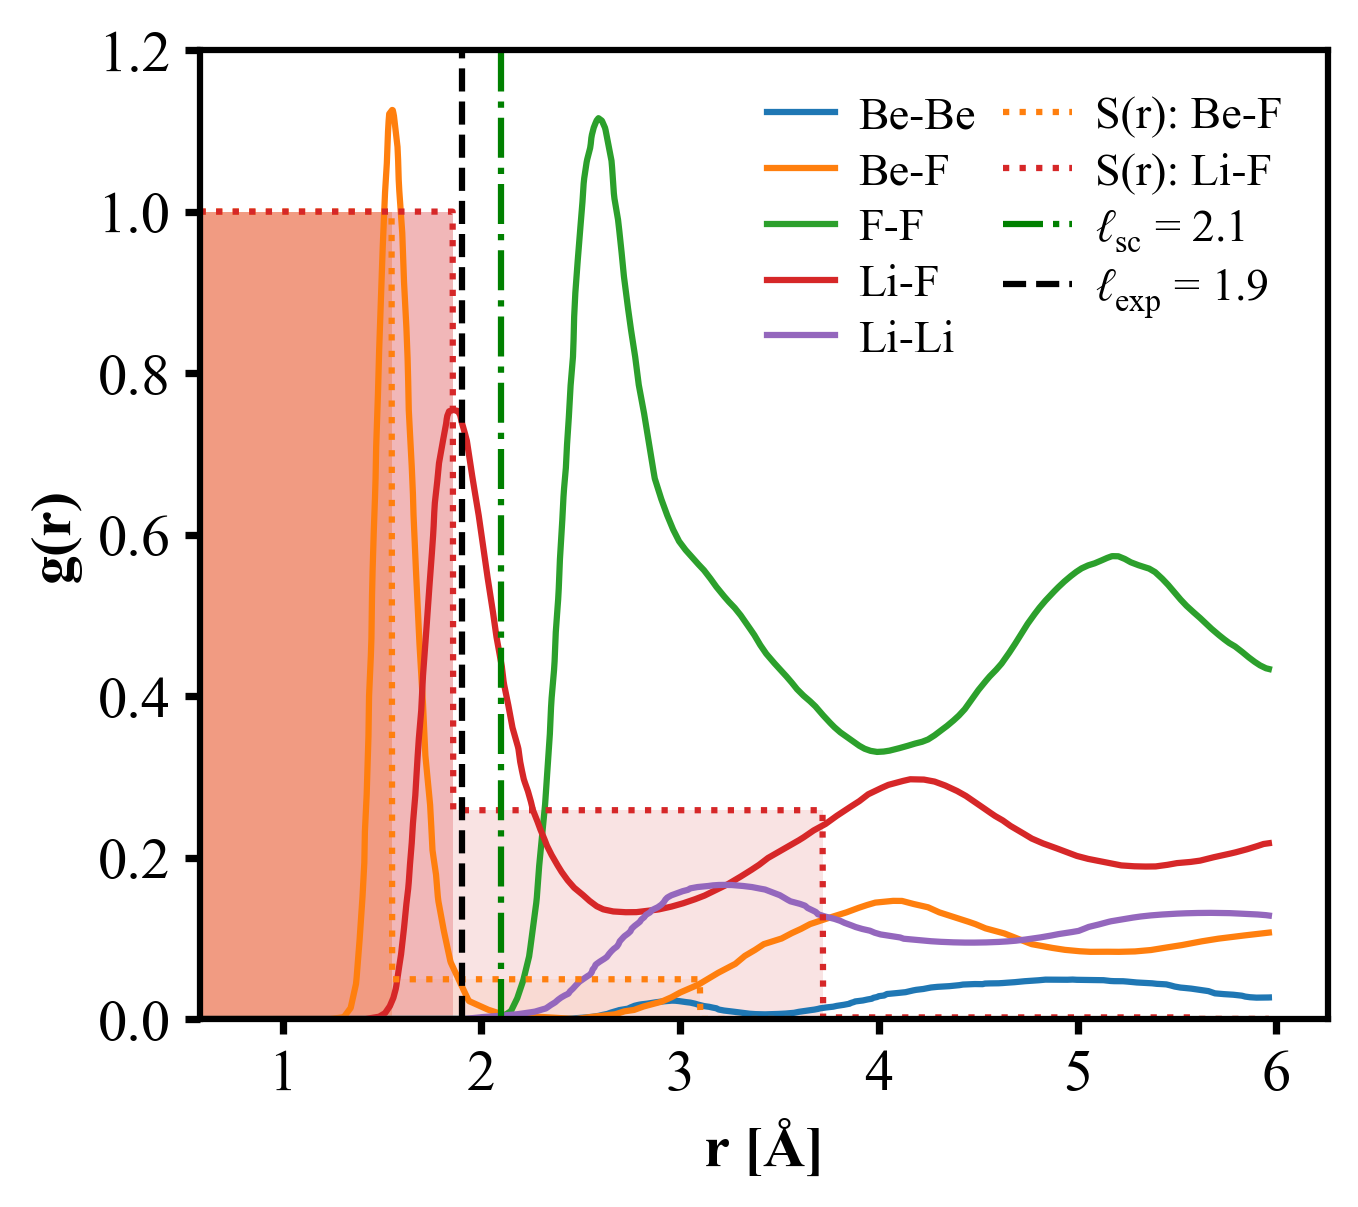 1.2
1.0
0.8
0.6
0.4
0.2
0.0
g(r)
1
2
3
4
5
6
r [Å]
Be-Be
Be-F
F-F
Li-F
Li-Li
S(r): Be-F
S(r): Li-F
ℓsc = 2.1
ℓexp = 1.9